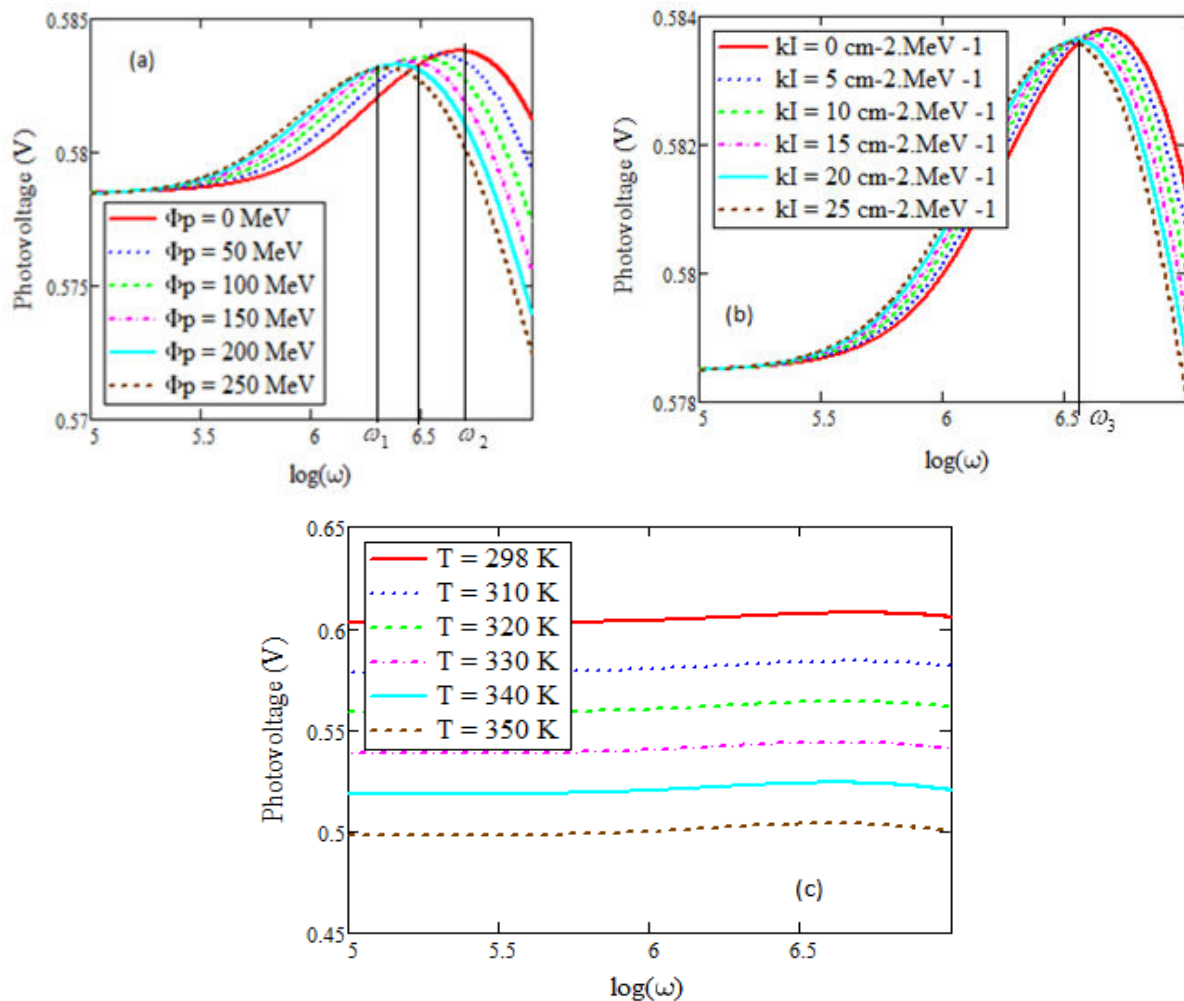 (a)
0.585
0.58
0.575
0.57
Photovoltage (V)
Φp = 0 MeV
Φp = 50 MeV
Φp = 100 MeV
Φp = 150 MeV
Φp = 200 MeV
Φp = 250 MeV
5 5.5 6 ω1 6.5 ω2
log(ω)
0.584
0.582
0.58
0.578
Photovoltage (V)
kI = 0 cm-2.MeV -1
kI = 5 cm-2.MeV -1
kI = 10 cm-2.MeV -1
kI = 15 cm-2.MeV -1
kI = 20 cm-2.MeV -1
kI = 25 cm-2.MeV -1
(b)
5 5.5 6 6.5 ω3
log(ω)
0.65
0.6
0.55
0.5
0.45
Photovoltage (V)
T = 298 K
T = 310 K
T = 320 K
T = 330 K
T = 340 K
T = 350 K
(c)
5 5.5 6 6.5
log(ω)